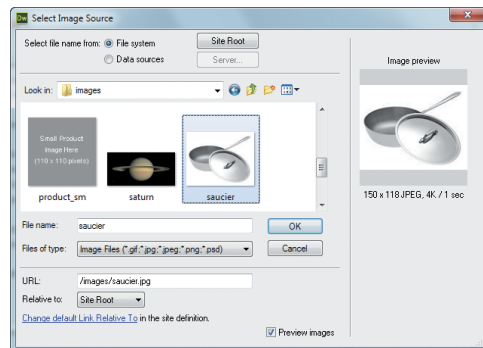 Dw Select Image Source
Select file name from: File system Site Root
Data sources Server...
Image preview
Look in: images
Small Product
Image Here
(110 x 110 pixels)
product_sm saturn saucier
150 x 118 JPEG, 4K / 1 sec
File name: saucier OK
Files of type: Image Files (*.gif;*.jpg;*.jpeg;*.png;*.psd) Cancel
URL: /images/saucier.jpg
Relative to: Site Root
Change default Link Relative To in the site definition.
Preview images